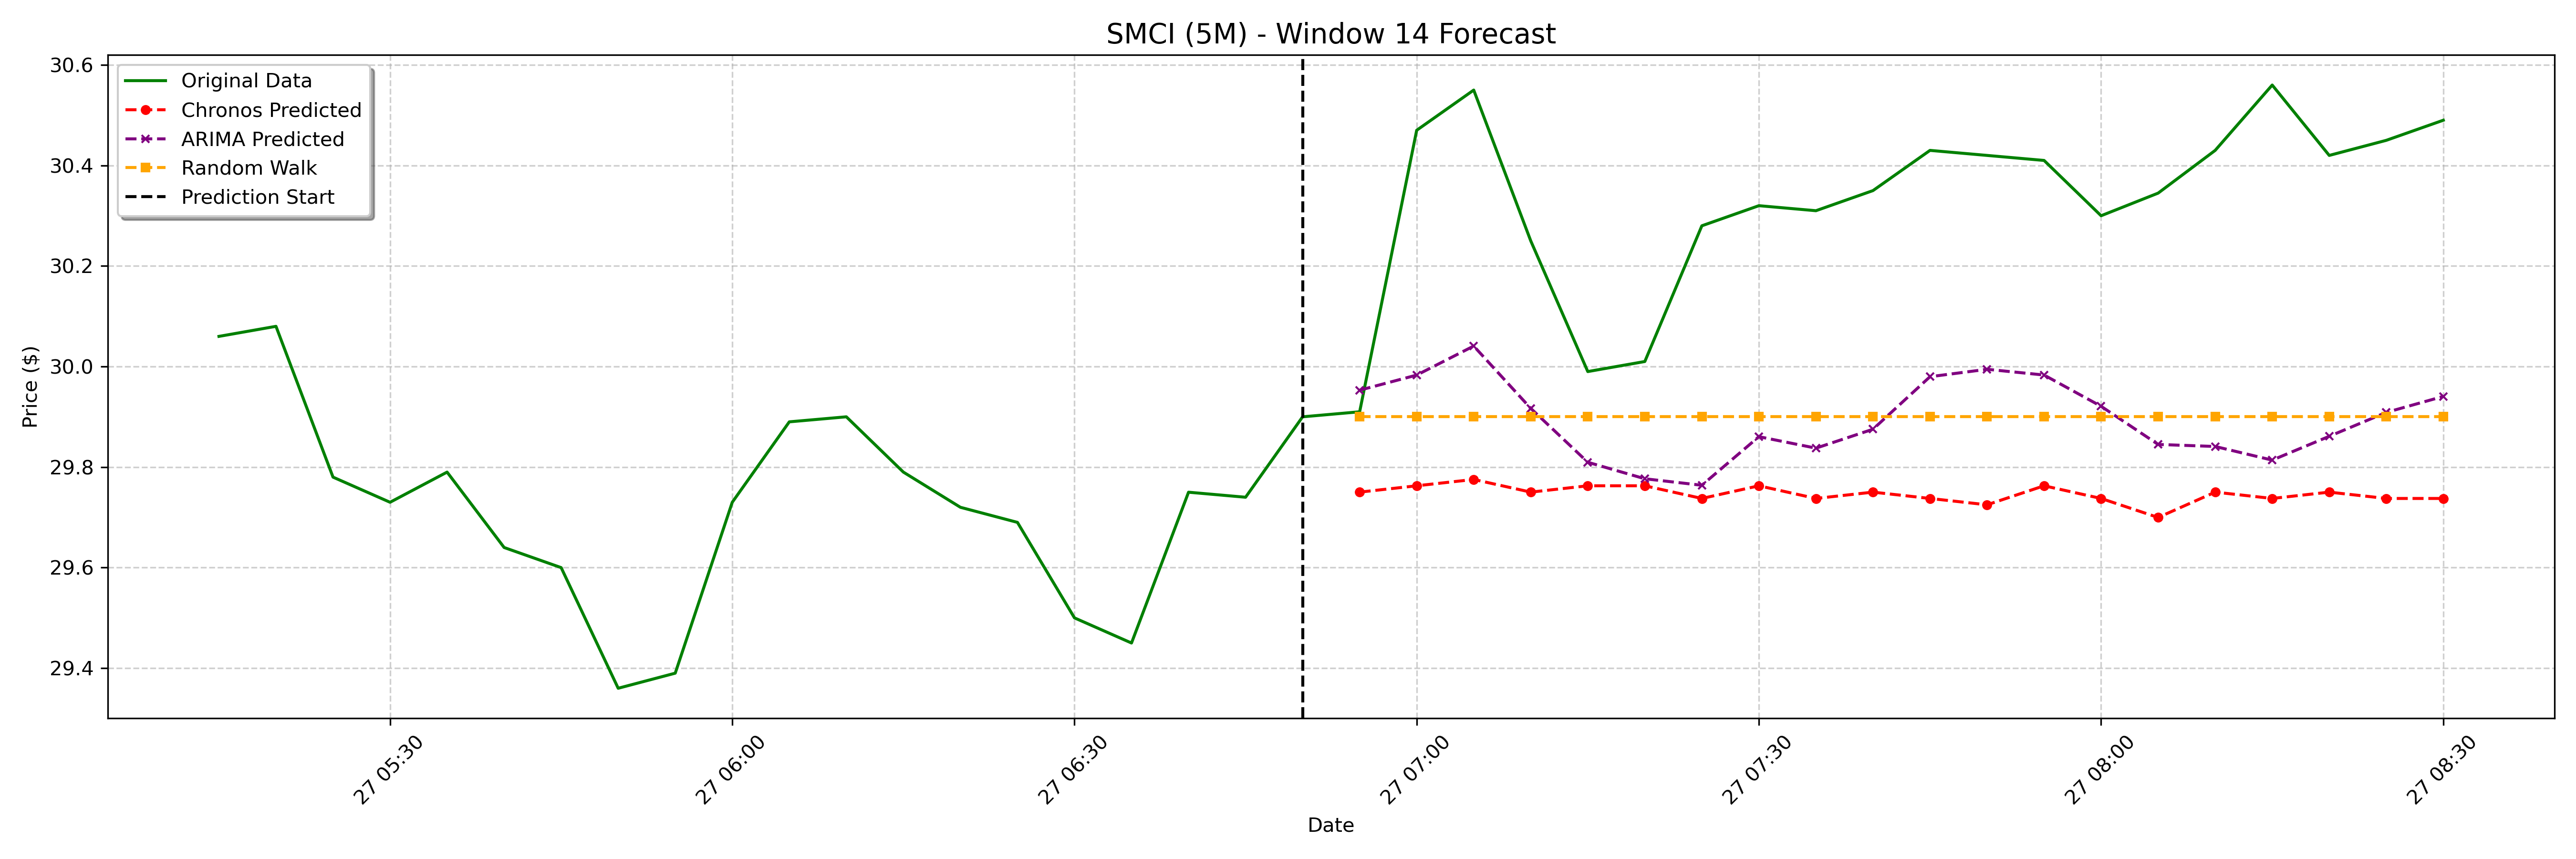 SMCI (5M) - Window 14 Forecast
Original Data
Chronos Predicted
ARIMA Predicted
Random Walk
Prediction Start
Price ($)
30.6
30.4
30.2
30.0
29.8
29.6
29.4
27 05:30
27 06:00
27 06:30
27 07:00
27 07:30
27 08:00
27 08:30
Date